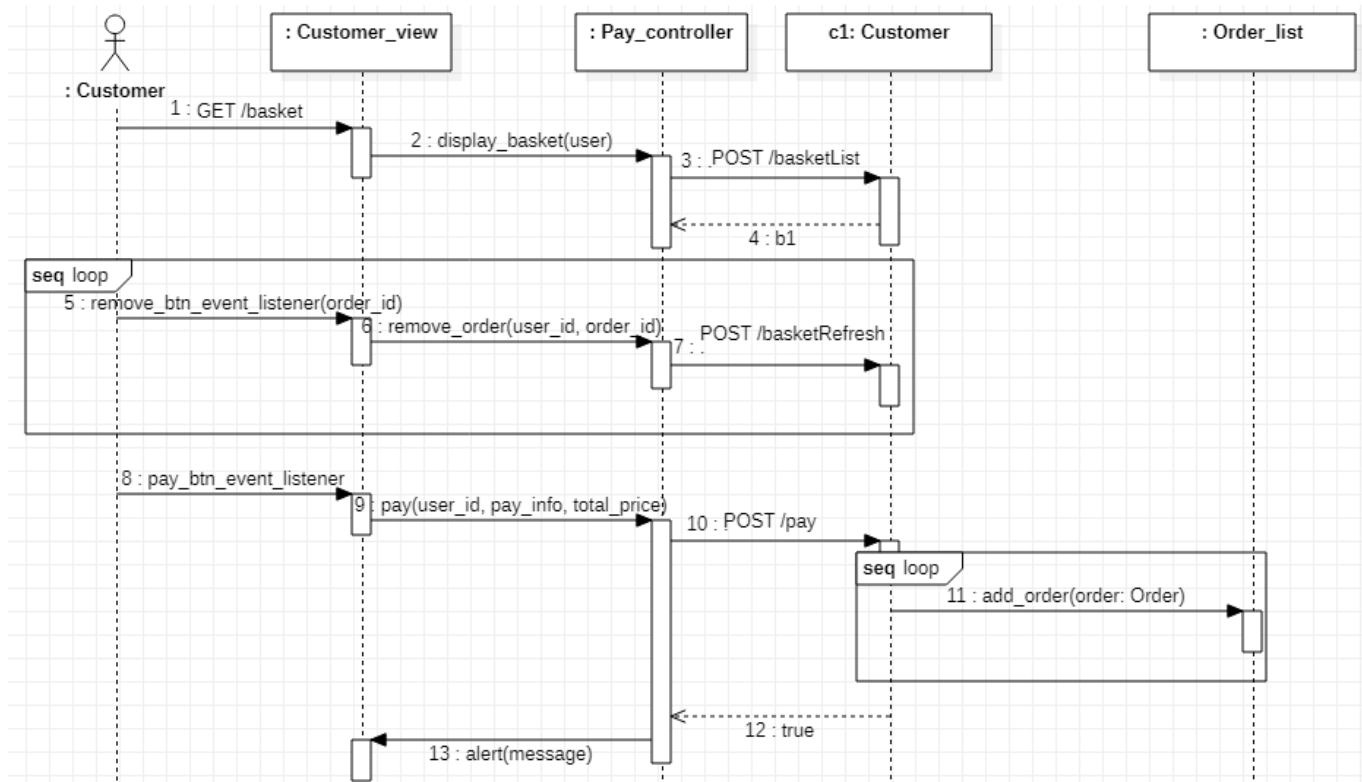 : Customer_view
: Pay_controller
c1: Customer
: Order_list
: Customer
1 : GET /basket
2 : display_basket(user)
3 : .POST /basketList
4 : b1
seq loop
5 : remove_btn_event_listener(order_id)
6 : remove_order(user_id, order_id)
7 : . POST /basketRefresh
8 : pay_btn_event_listener
9 : pay(user_id, pay_info, total_price)
10 : POST /pay
seq loop
11 : add_order(order: Order)
12 : true
13 : alert(message)